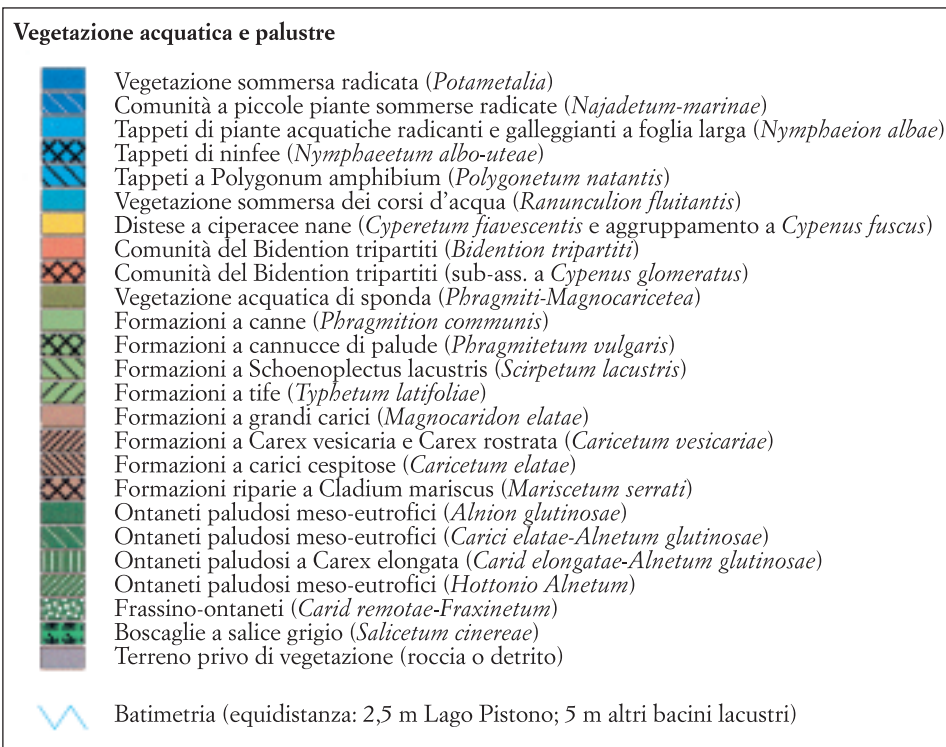 Vegetazione acquatica e palustre
Vegetazione sommersa radicata (Potametalia)
Comunità a piccole piante sommerse radicate (Najadetum-marinae)
Tappeti di piante acquatiche radicanti e galleggianti a foglia larga (Nymphaeion albae)
Tappeti di ninfee (Nymphaeetum albo-uteae)
Tappeti a Polygonum amphibium (Polygonetum natantis)
Vegetazione sommersa dei corsi d'acqua (Ranunculion fluitantis)
Distese a ciperacee nane (Cyperetum fiavescentis e aggruppamento a Cypenus fuscus)
Comunità del Bidention tripartiti (Bidention tripartiti)
Comunità del Bidention tripartiti (sub-ass. a Cypenus glomeratus)
Vegetazione acquatica di sponda (Phragmiti-Magnocaricetea)
Formazioni a canne (Phragmition communis)
Formazioni a cannucce di palude (Phragmitetum vulgaris)
Formazioni a Schoenoplectus lacustris (Scirpetum lacustris)
Formazioni a tife (Typhetum latifoliae)
Formazioni a grandi carici (Magnocaridon elatae)
Formazioni a Carex vesicaria e Carex rostrata (Caricetum vesicariae)
Formazioni a carici cespitose (Caricetum elatae)
Formazioni riparie a Cladium mariscus (Mariscetum serrati)
Ontaneti paludosi meso-eutrofici (Alnion glutinosae)
Ontaneti paludosi meso-eutrofici (Carici elatae-Alnetum glutinosae)
Ontaneti paludosi a Carex elongata (Carid elongatae-Alnetum glutinosae)
Ontaneti paludosi meso-eutrofici (Hottonio Alnetum)
Frassino-ontaneti (Carid remotae-Fraxinetum)
Boscaglie a salice grigio (Salicetum cinereae)
Terreno privo di vegetazione (roccia o detrito)
Batimetria (equidistanza: 2,5 m Lago Pistono; 5 m altri bacini lacustri)